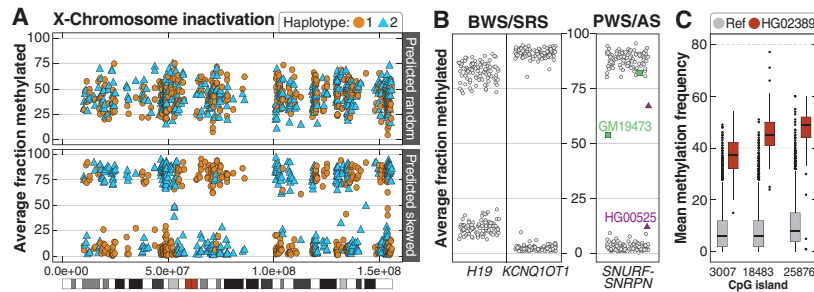 A
X-Chromosome inactivation
Haplotype: 1 2
Average fraction methylated
100
75
50
25
0
Predicted random
Average fraction methylated
100
75
50
25
0
Predicted skewed
0.0e+00 5.0e+07 1.0e+08 1.5e+08
B
BWS/SRS PWS/AS
Average fraction methylated
100
75
50
25
0
GM19473
HG00525
H19 KCNQ1OT1 SNURF-
SNRPN
C
Ref HG02389
Mean methylation frequency
80
60
40
20
0
3007 18483 25876
CpG island